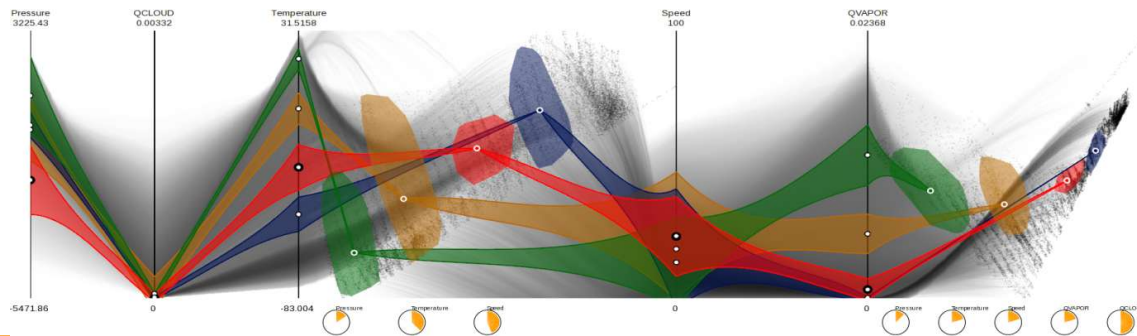 Pressure QCLOUD Temperature Speed QVAPOR
3225.43 0.00332 31.5158 100 0.02368
-5471.86 0 -83.004 0 0
Pressure Temperature Speed Pressure Temperature Speed QVAPOR